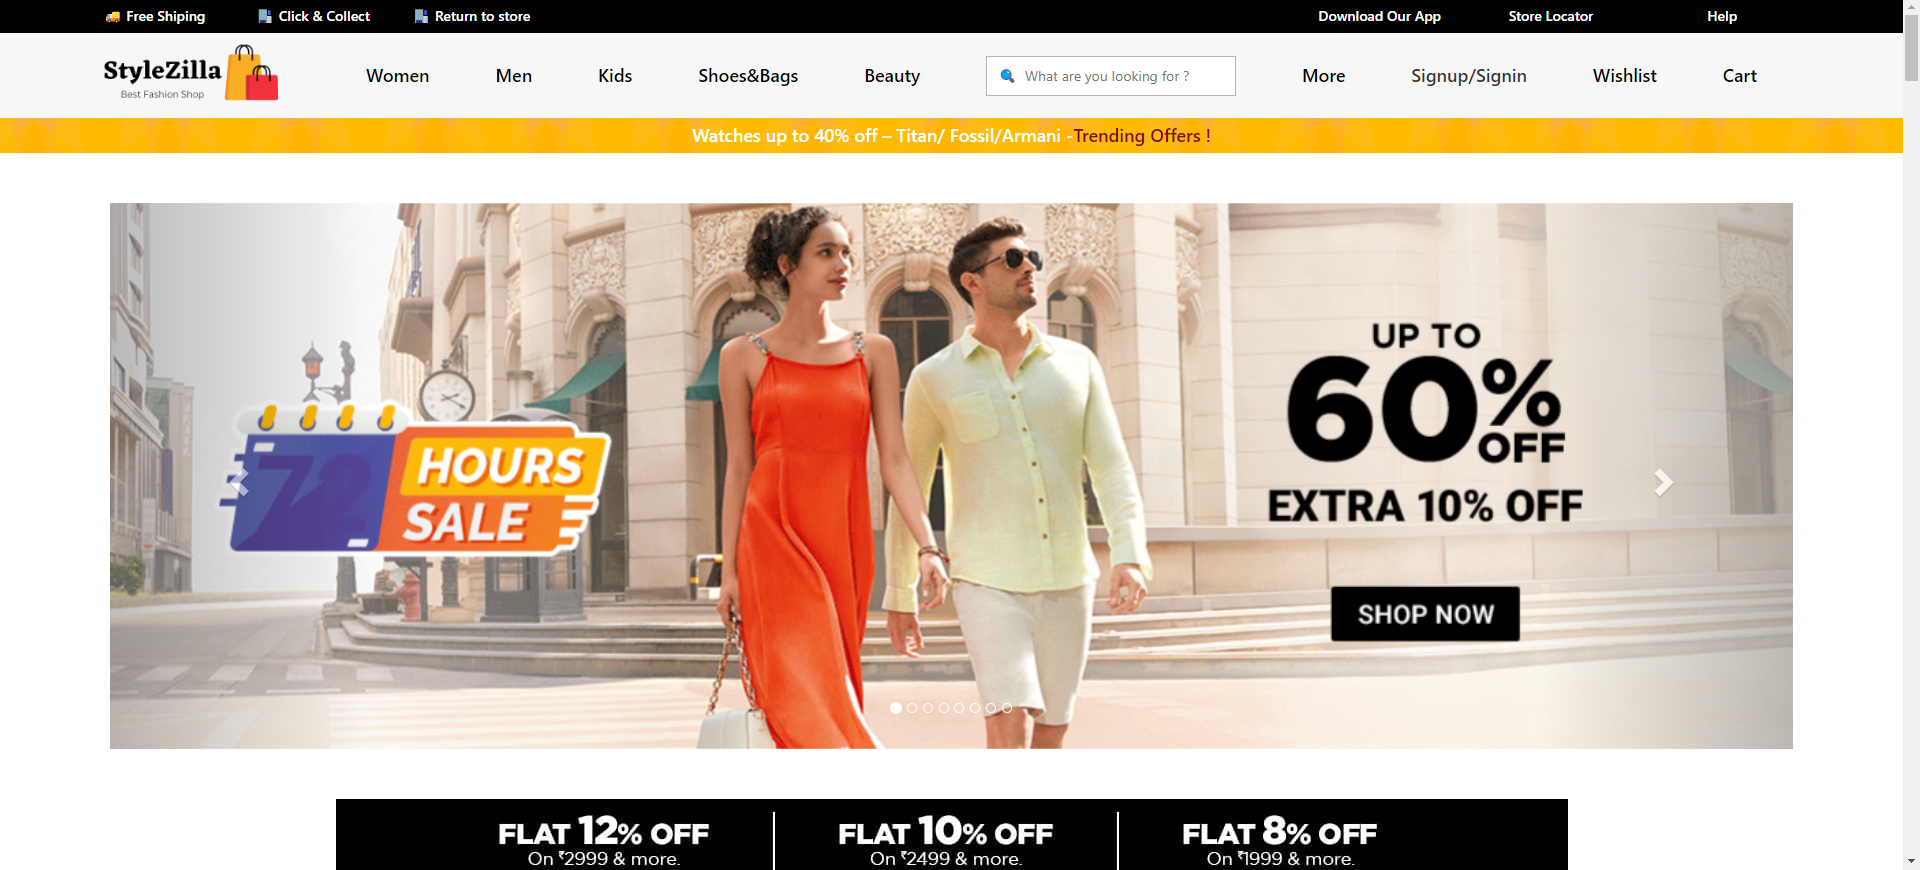 Free Shiping
Click & Collect
Return to store
Download Our App
Store Locator
Help
StyleZilla
Best Fashion Shop
Women
Men
Kids
Shoes&Bags
Beauty
What are you looking for ?
More
Signup/Signin
Wishlist
Cart
Watches up to 40% off – Titan/ Fossil/Armani -Trending Offers !
72
HOURS
SALE
UP TO
60%
OFF
EXTRA 10% OFF
SHOP NOW
FLAT 12% OFF
On ₹2999 & more.
FLAT 10% OFF
On ₹2499 & more.
FLAT 8% OFF
On ₹1999 & more.